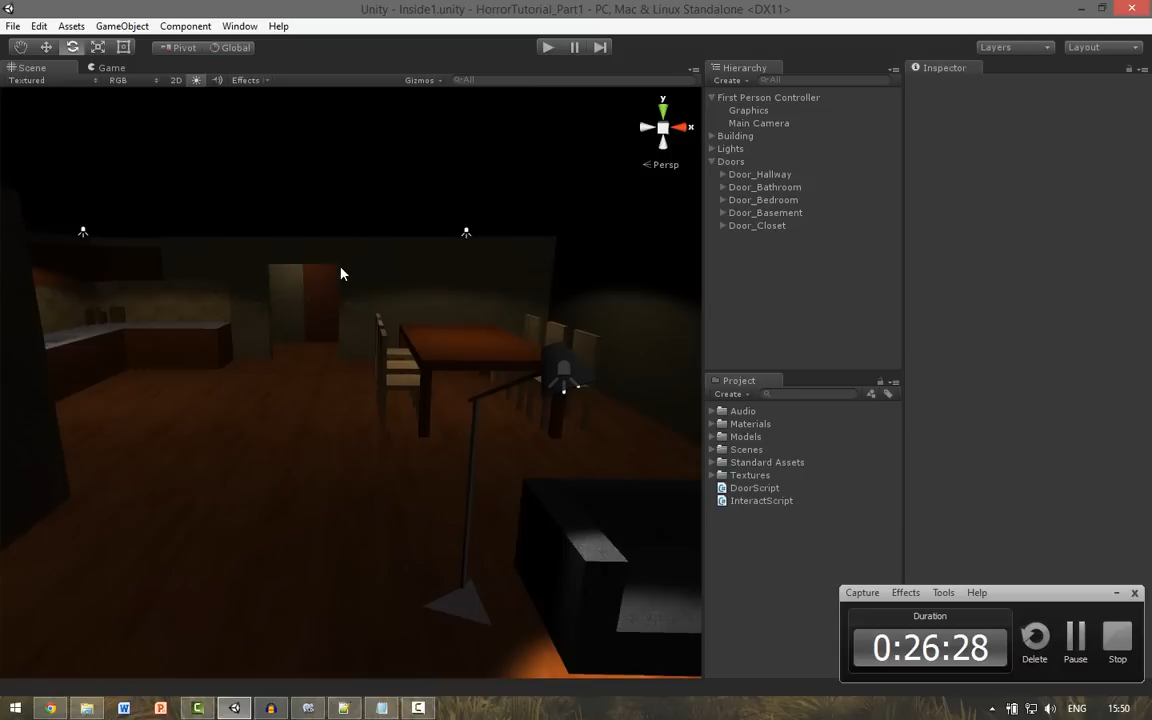 Unity - Inside1.unity - HorrorTutorial_Part1 - PC, Mac & Linux Standalone <DX11>
File Edit Assets GameObject Component Window Help
Pivot Global Layers Layout
Scene Game
Textured RGB 2D Effects Gizmos All
y
x
Persp
Hierarchy
Create All
First Person Controller
Graphics
Main Camera
Building
Lights
Doors
Door_Hallway
Door_Bathroom
Door_Bedroom
Door_Basement
Door_Closet
Inspector
Project
Create
Audio
Materials
Models
Scenes
Standard Assets
Textures
DoorScript
InteractScript
Capture Effects Tools Help
Duration
0:26:28
Delete Pause Stop
ENG 15:50